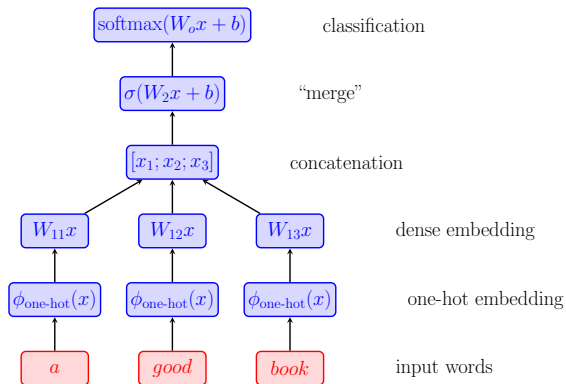 softmax(W_o x + b) classification
σ(W_2 x + b) “merge”
[x_1; x_2; x_3] concatenation
W_11 x W_12 x W_13 x dense embedding
ϕ_one-hot(x) ϕ_one-hot(x) ϕ_one-hot(x) one-hot embedding
a good book input words